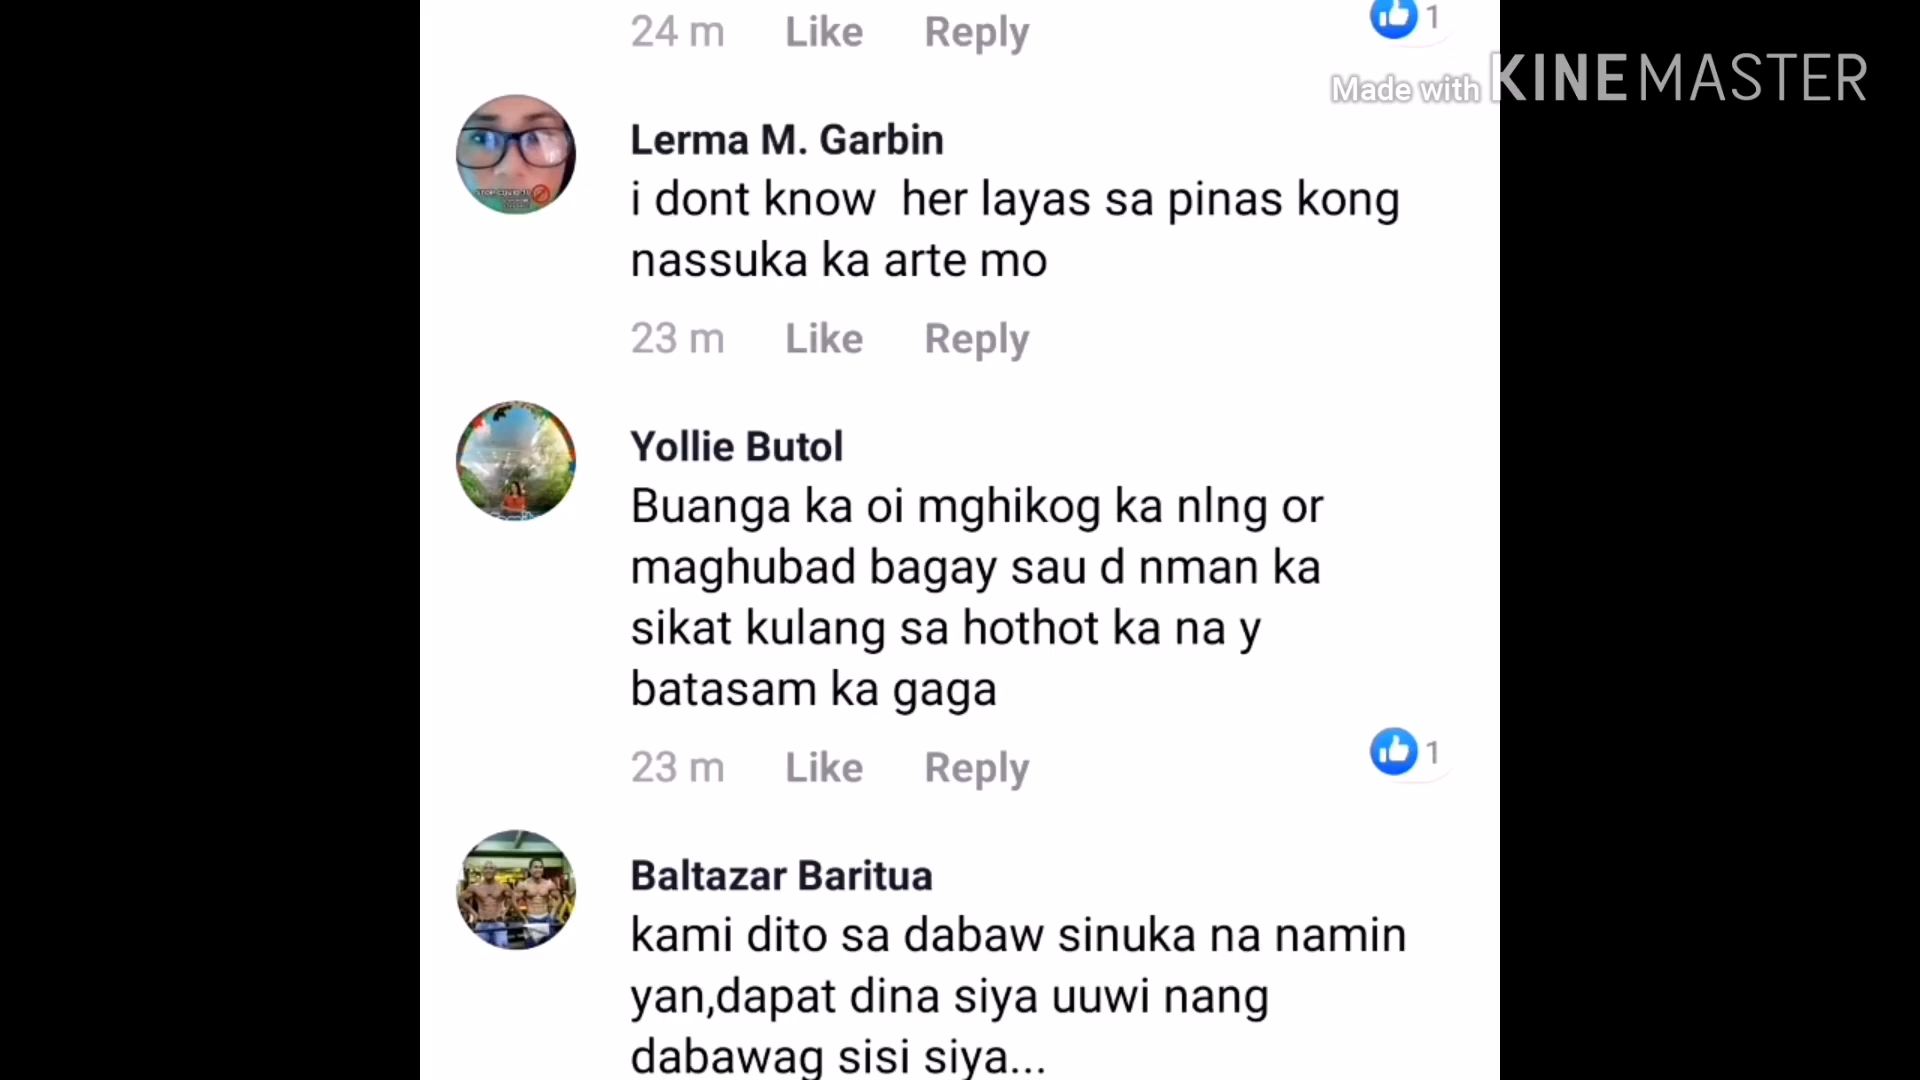 24 m Like Reply 1
Made with KINEMASTER
Lerma M. Garbin
i dont know her layas sa pinas kong
nassuka ka arte mo
23 m Like Reply
Yollie Butol
Buanga ka oi mghikog ka nlng or
maghubad bagay sau d nman ka
sikat kulang sa hothot ka na y
batasam ka gaga
23 m Like Reply 1
Baltazar Baritua
kami dito sa dabaw sinuka na namin
yan,dapat dina siya uuwi nang
dabawag sisi siya...